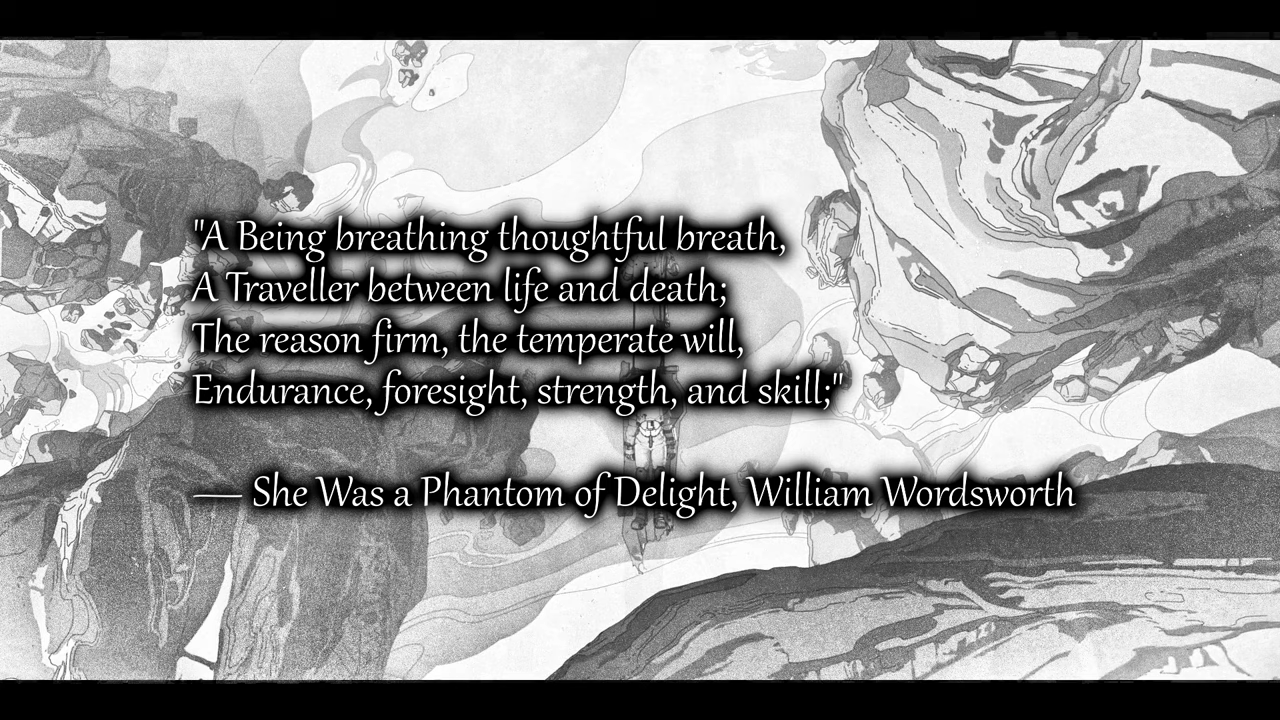 "A Being breathing thoughtful breath,
A Traveller between life and death;
The reason firm, the temperate will,
Endurance, foresight, strength, and skill;"
— She Was a Phantom of Delight, William Wordsworth